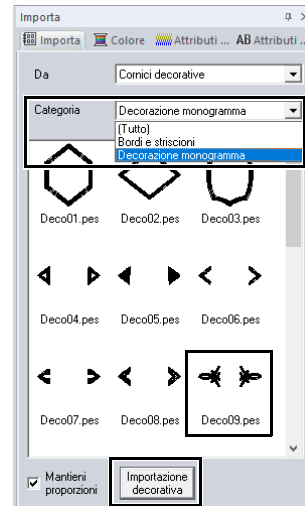 Importa
Importa Colore Attributi ... AB Attributi ...
Da Cornici decorative
Categoria Decorazione monogramma
(Tutto)
Bordi e striscioni
Decorazione monogramma
Deco01.pes Deco02.pes Deco03.pes
Deco04.pes Deco05.pes Deco06.pes
Deco07.pes Deco08.pes Deco09.pes
Mantieni
proporzioni
Importazione
decorativa